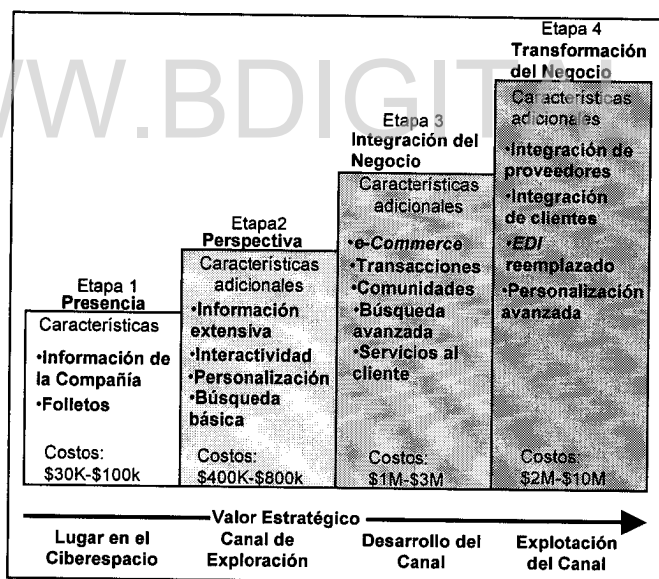 WW.BDIGITAL
Etapa 1
Presencia
Características
•Información de
la Compañía
•Folletos
Costos:
$30K-$100k
Etapa2
Perspectiva
Características
adicionales
•Información
extensiva
•Interactividad
•Personalización
•Búsqueda
básica
Costos:
$400K-$800k
Etapa 3
Integración del
Negocio
Características
adicionales
•e-Commerce
•Transacciones
•Comunidades
•Búsqueda
avanzada
•Servicios al
cliente
Costos:
$1M-$3M
Etapa 4
Transformación
del Negocio
Características
adicionales
•Integración de
proveedores
•Integración
de clientes
•EDI
reemplazado
•Personalización
avanzada
Costos:
$2M-$10M
Valor Estratégico
Lugar en el
Ciberespacio
Canal de
Exploración
Desarrollo del
Canal
Explotación
del Canal